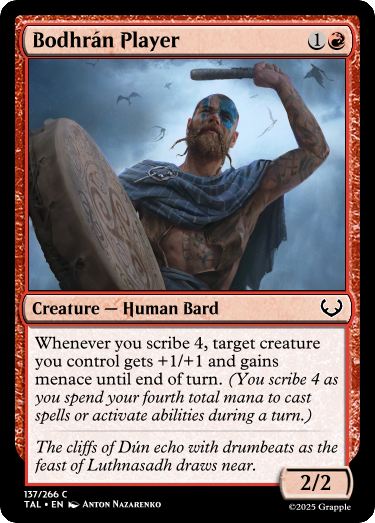 Bodhrán Player
1
Creature — Human Bard
Whenever you scribe 4, target creature
you control gets +1/+1 and gains
menace until end of turn. (You scribe 4 as
you spend your fourth total mana to cast
spells or activate abilities during a turn.)
The cliffs of Dún echo with drumbeats as the
feast of Luthnasadh draws near.
2/2
137/266 C
TAL • EN Anton Nazarenko
©2025 Grapple